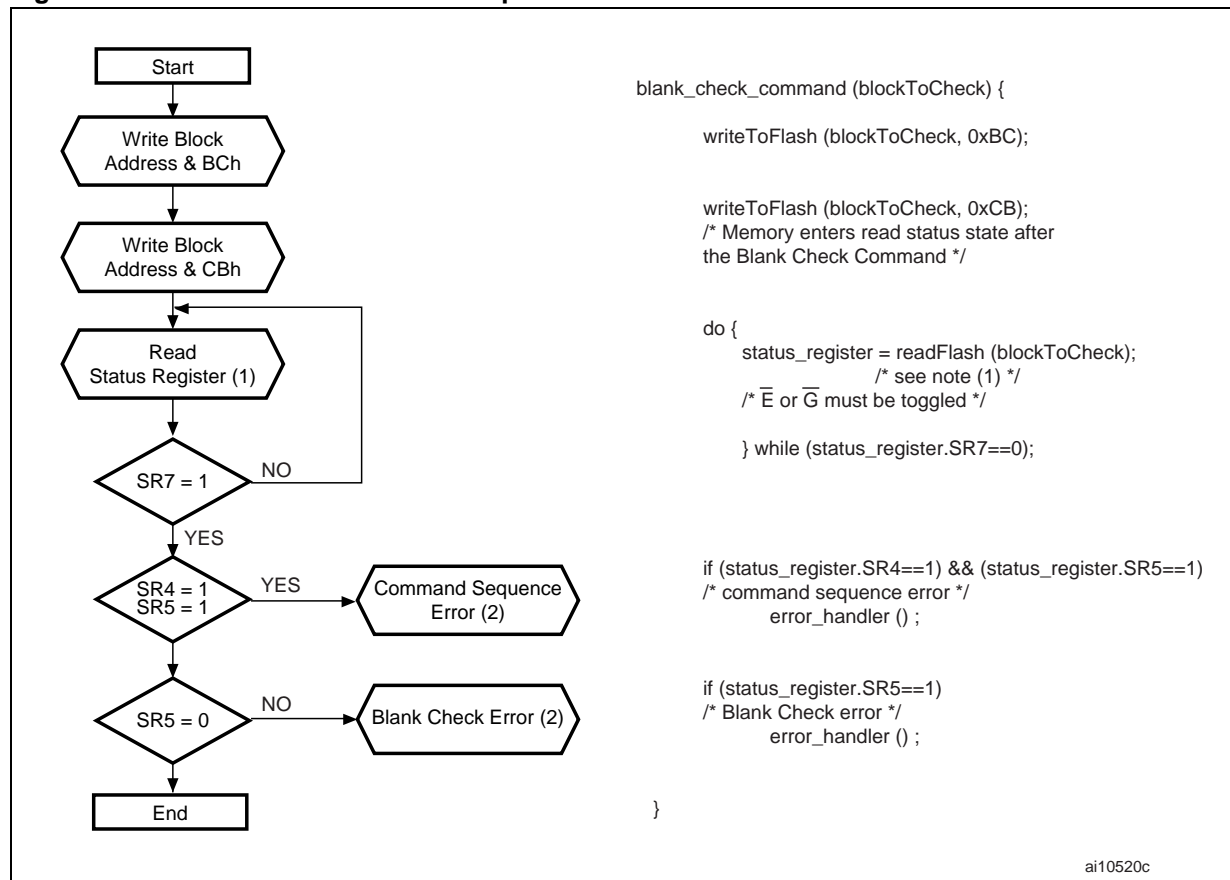 Start
Write Block
Address & BCh
Write Block
Address & CBh
Read
Status Register (1)
SR7 = 1
NO
YES
SR4 = 1
SR5 = 1
YES
Command Sequence
Error (2)
SR5 = 0
NO
Blank Check Error (2)
End
blank_check_command (blockToCheck) {
writeToFlash (blockToCheck, 0xBC);
writeToFlash (blockToCheck, 0xCB);
/* Memory enters read status state after
the Blank Check Command */
do {
status_register = readFlash (blockToCheck);
/* see note (1) */
/* E̅ or G̅ must be toggled */
} while (status_register.SR7==0);
if (status_register.SR4==1) && (status_register.SR5==1)
/* command sequence error */
error_handler () ;
if (status_register.SR5==1)
/* Blank Check error */
error_handler () ;
}
ai10520c